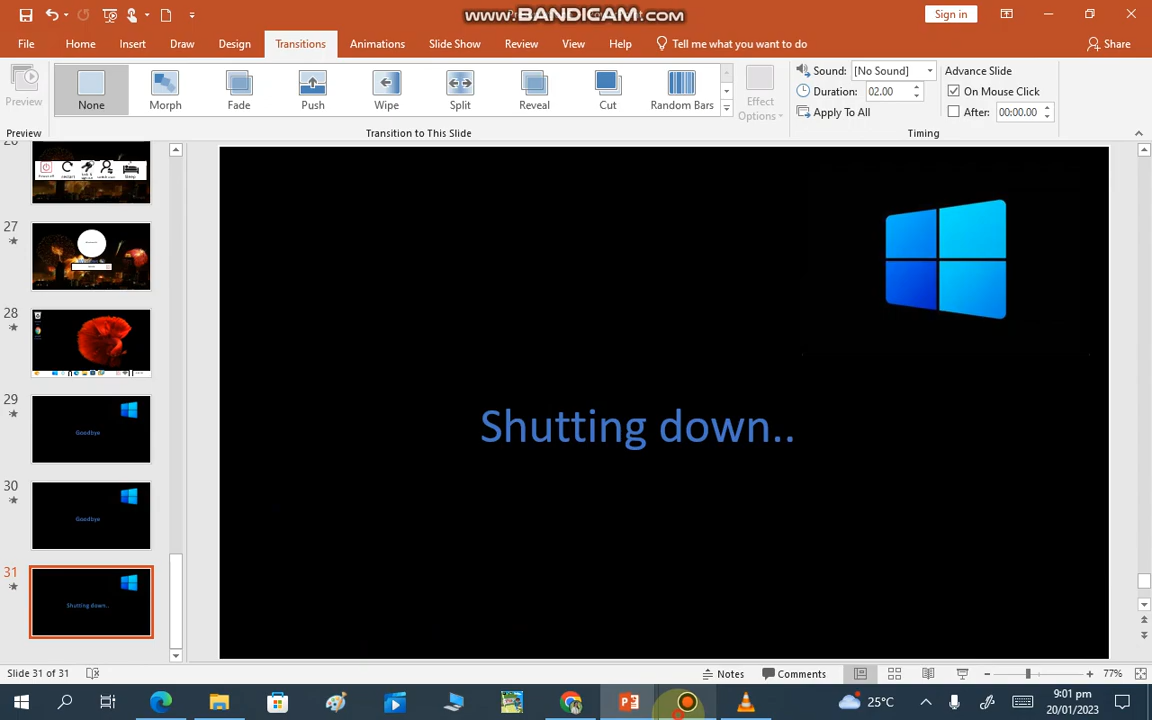 www.BANDICAM.com
Sign in
File Home Insert Draw Design Transitions Animations Slide Show Review View Help Tell me what you want to do Share
Preview
None Morph Fade Push Wipe Split Reveal Cut Random Bars
Effect Options
Sound: [No Sound]
Duration: 02.00
Apply To All
Advance Slide
On Mouse Click
After: 00:00.00
Preview
Transition to This Slide
Timing
27
28
29
Goodbye
30
Goodbye
31
Shutting down..
Shutting down..
Slide 31 of 31
Notes
Comments
77%
25°C
9:01 pm
20/01/2023